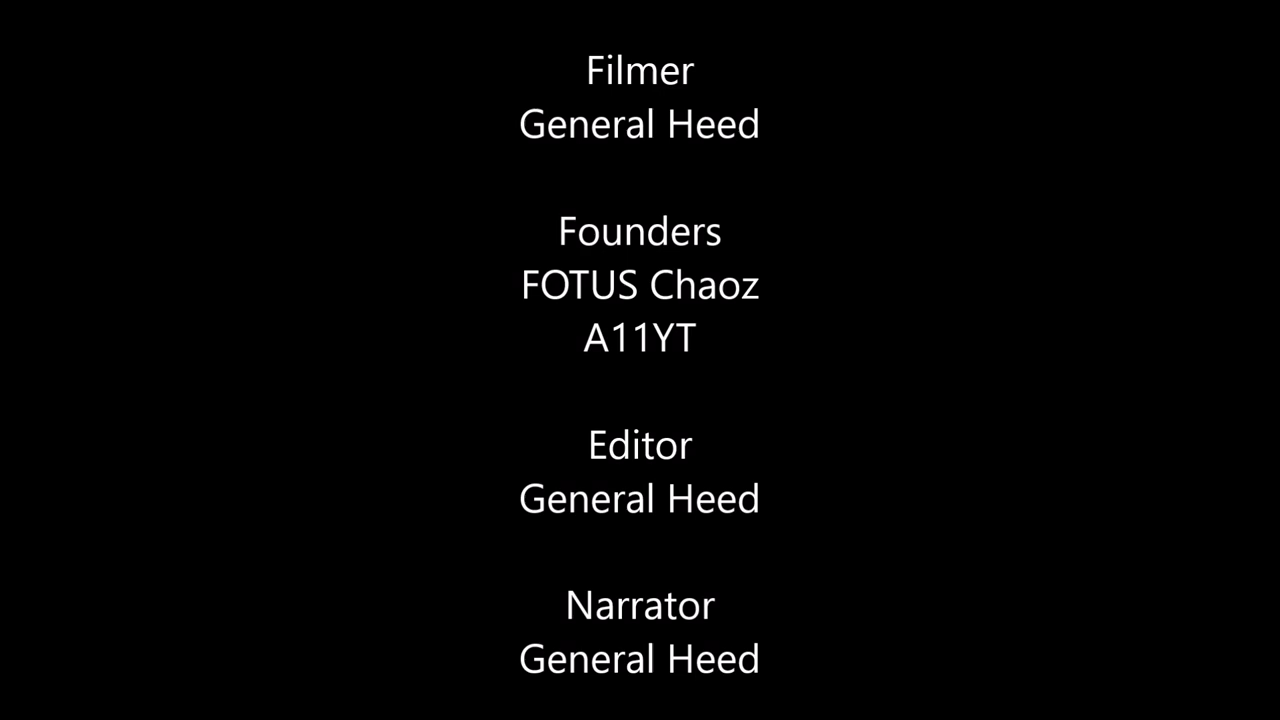 Filmer
General Heed
Founders
FOTUS Chaoz
A11YT
Editor
General Heed
Narrator
General Heed